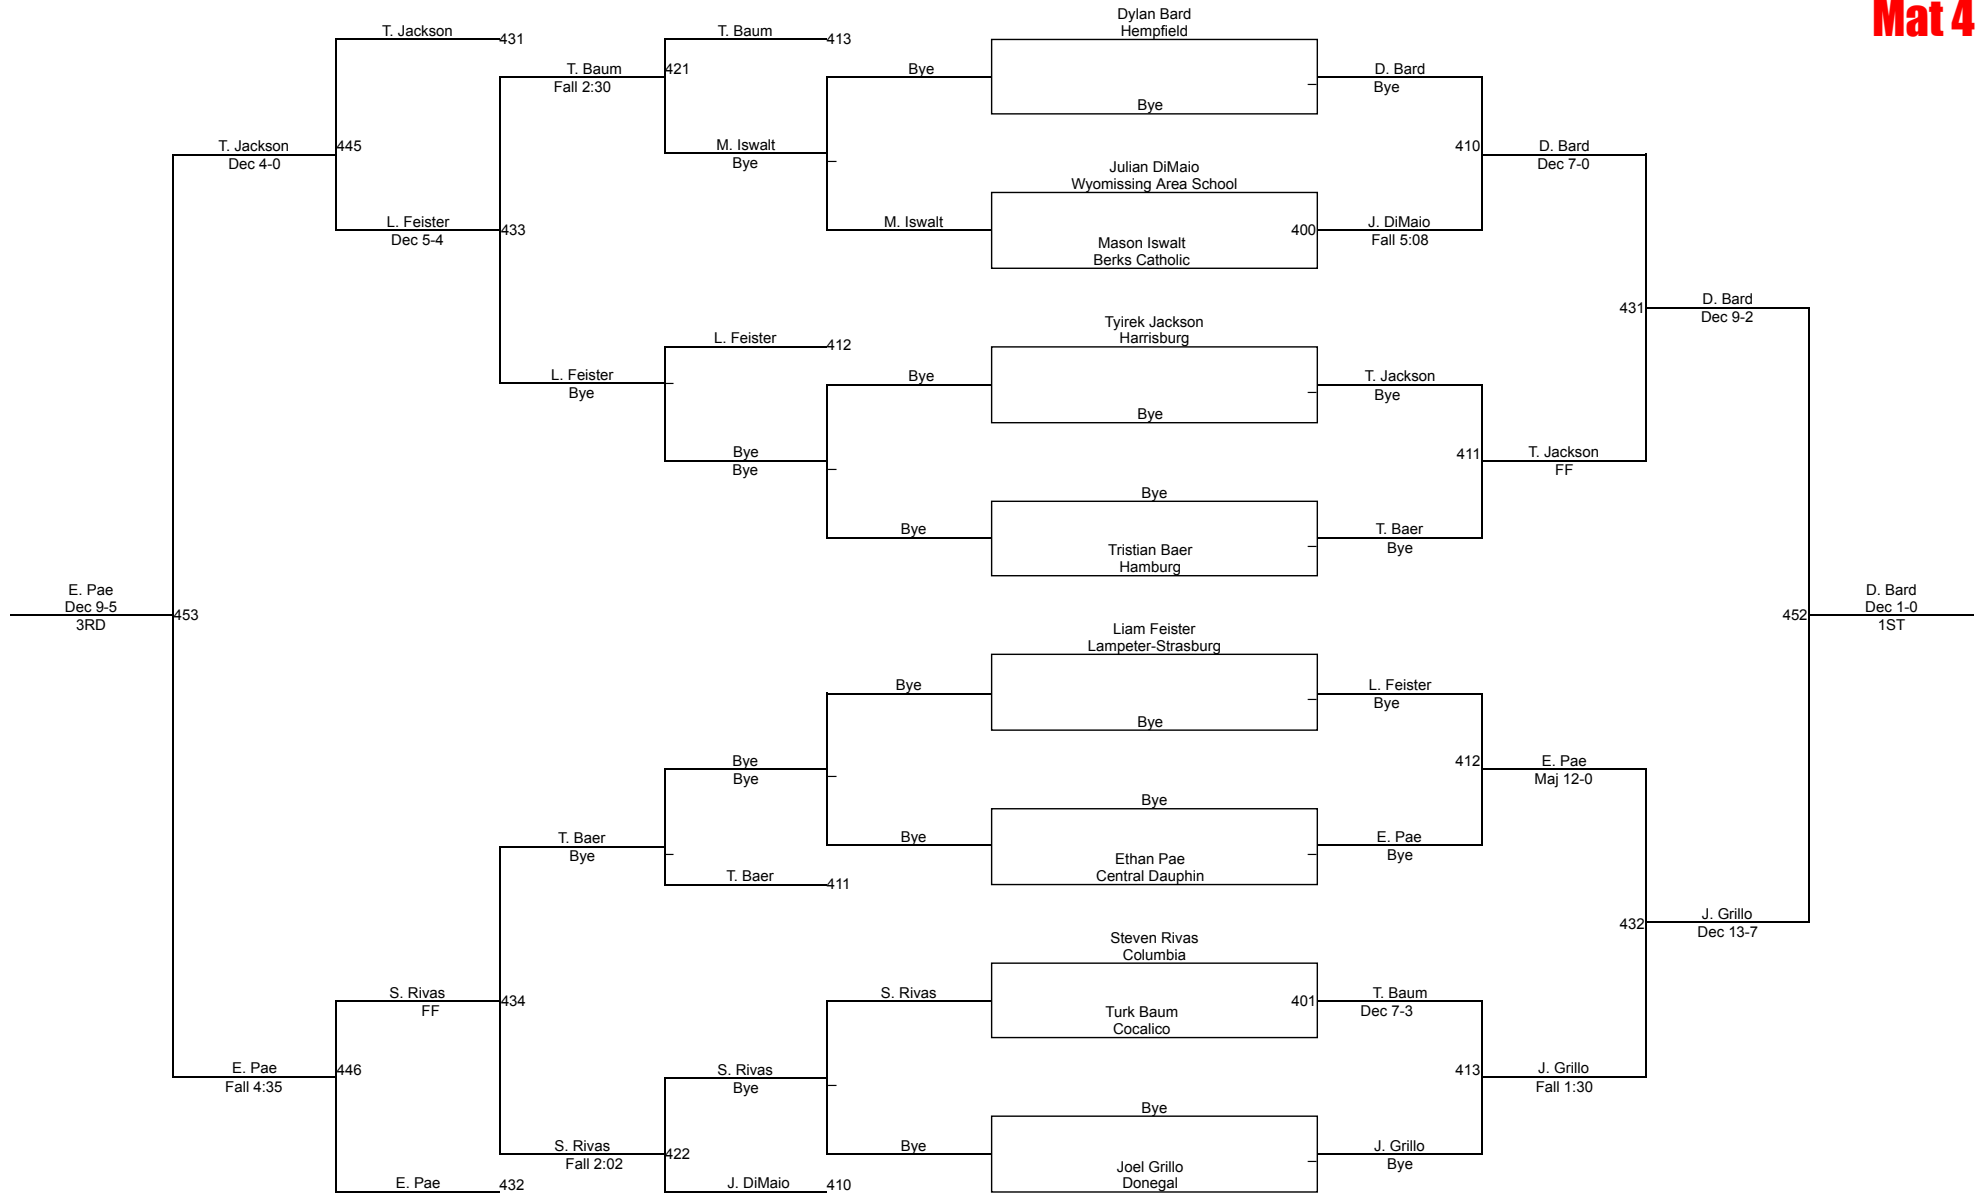 Mat 4
Dylan Bard
Hempfield
T. Jackson 431
T. Baum 413
T. Baum 421
Fall 2:30
Bye
D. Bard
Bye
Bye
T. Jackson 445
Dec 4-0
M. Iswalt
Bye
410 D. Bard
Dec 7-0
Julian DiMaio
Wyomissing Area School
L. Feister 433
Dec 5-4
M. Iswalt
400 J. DiMaio
Fall 5:08
Mason Iswalt
Berks Catholic
431 D. Bard
Dec 9-2
Tyirek Jackson
Harrisburg
L. Feister 412
L. Feister
Bye
Bye
T. Jackson
Bye
Bye
Bye
Bye
411 T. Jackson
FF
Bye
Bye
T. Baer
Bye
Tristian Baer
Hamburg
E. Pae
Dec 9-5
3RD
453
D. Bard
452 Dec 1-0
1ST
Liam Feister
Lampeter-Strasburg
Bye
L. Feister
Bye
Bye
Bye
Bye
412 E. Pae
Maj 12-0
Bye
T. Baer
Bye
Bye
E. Pae
Bye
Ethan Pae
Central Dauphin
T. Baer 411
432 J. Grillo
Dec 13-7
Steven Rivas
Columbia
S. Rivas 434
FF
S. Rivas
401 T. Baum
Dec 7-3
Turk Baum
Cocalico
E. Pae 446
Fall 4:35
S. Rivas
Bye
413 J. Grillo
Fall 1:30
Bye
S. Rivas 422
Fall 2:02
Bye
J. Grillo
Bye
Joel Grillo
Donegal
E. Pae 432
J. DiMaio 410